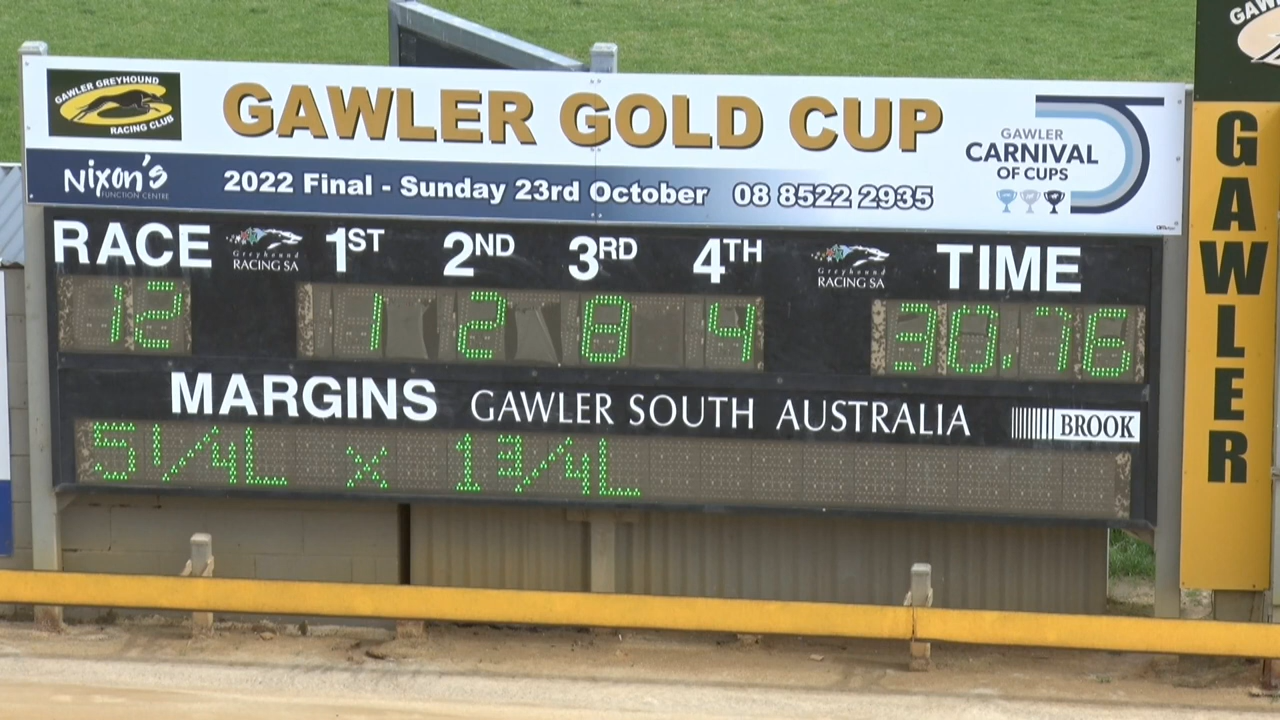 GAWLER GREYHOUND
RACING CLUB
GAWLER GOLD CUP
GAWLER
CARNIVAL
OF CUPS
Nixon's
FUNCTION CENTRE
2022 Final - Sunday 23rd October 08 8522 2935
RACE Greyhound RACING SA 1ST 2ND 3RD 4TH Greyhound RACING SA TIME
12 1 2 8 4 30.76
MARGINS GAWLER SOUTH AUSTRALIA BROOK
5 1/4L x 1 3/4L
GAWLER